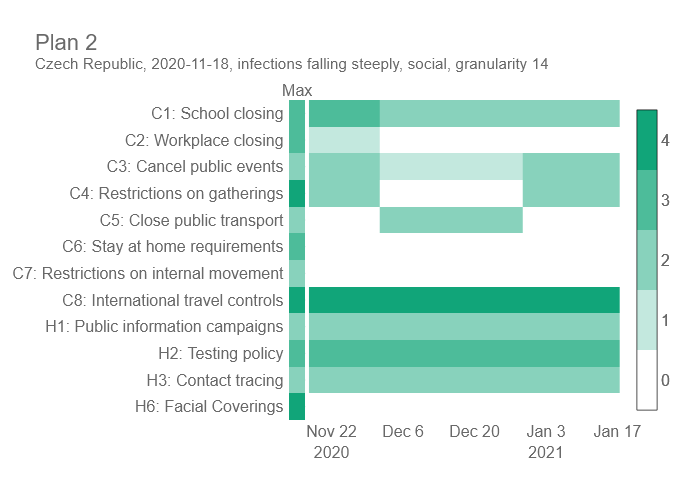 Plan 2
Czech Republic, 2020-11-18, infections falling steeply, social, granularity 14
Max
C1: School closing
C2: Workplace closing
C3: Cancel public events
C4: Restrictions on gatherings
C5: Close public transport
C6: Stay at home requirements
C7: Restrictions on internal movement
C8: International travel controls
H1: Public information campaigns
H2: Testing policy
H3: Contact tracing
H6: Facial Coverings
4
3
2
1
0
Nov 22 Dec 6 Dec 20 Jan 3 Jan 17
2020 2021